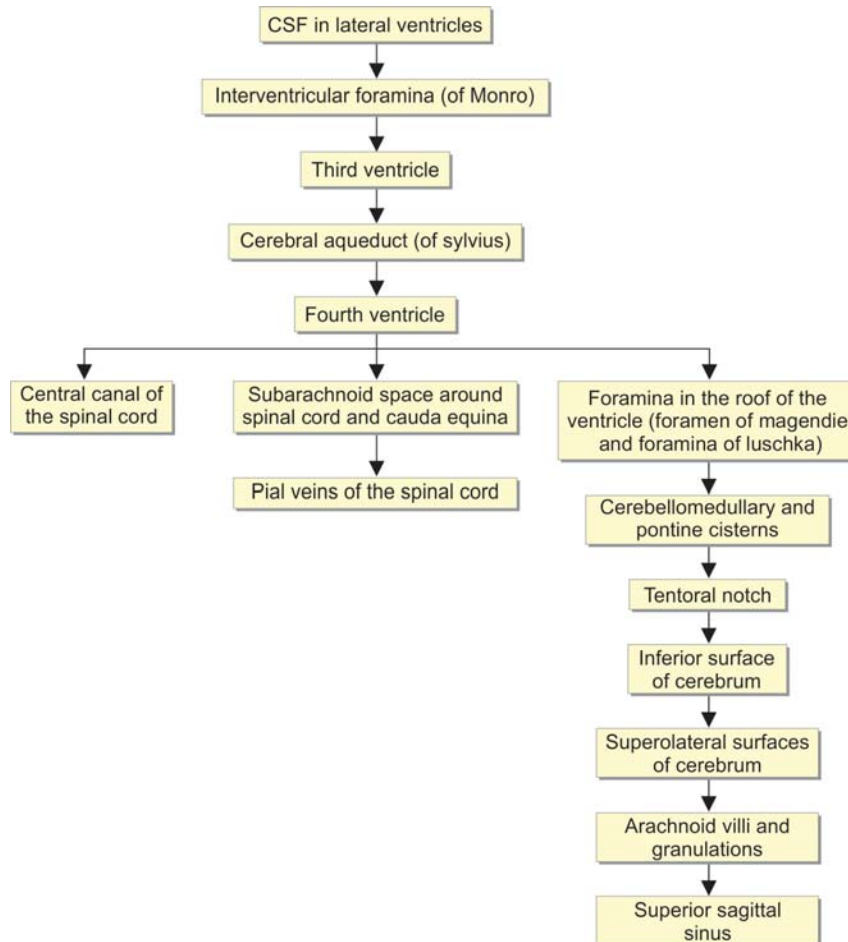 CSF in lateral ventricles
Interventricular foramina (of Monro)
Third ventricle
Cerebral aqueduct (of sylvius)
Fourth ventricle
Central canal of
the spinal cord
Subarachnoid space around
spinal cord and cauda equina
Pial veins of the spinal cord
Foramina in the roof of the
ventricle (foramen of magendie
and foramina of luschka)
Cerebellomedullary and
pontine cisterns
Tentoral notch
Inferior surface
of cerebrum
Superolateral surfaces
of cerebrum
Arachnoid villi and
granulations
Superior sagittal
sinus